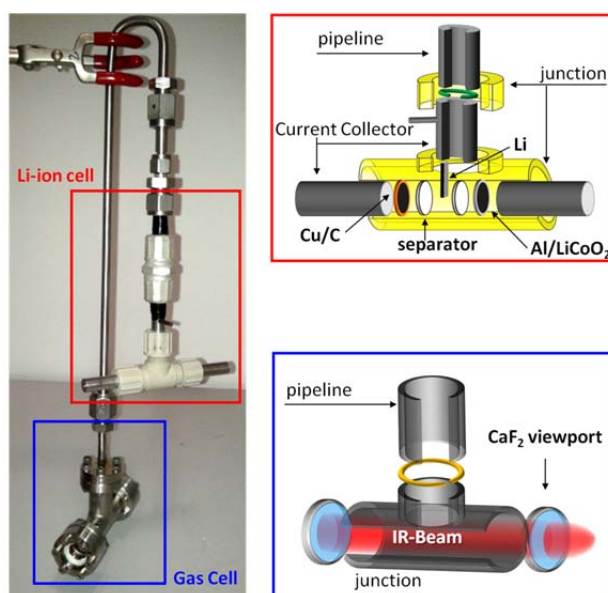 Li-ion cell
Gas Cell
pipeline
junction
Current Collector
Li
Cu/C
separator
Al/LiCoO₂
pipeline
CaF₂ viewport
IR-Beam
junction